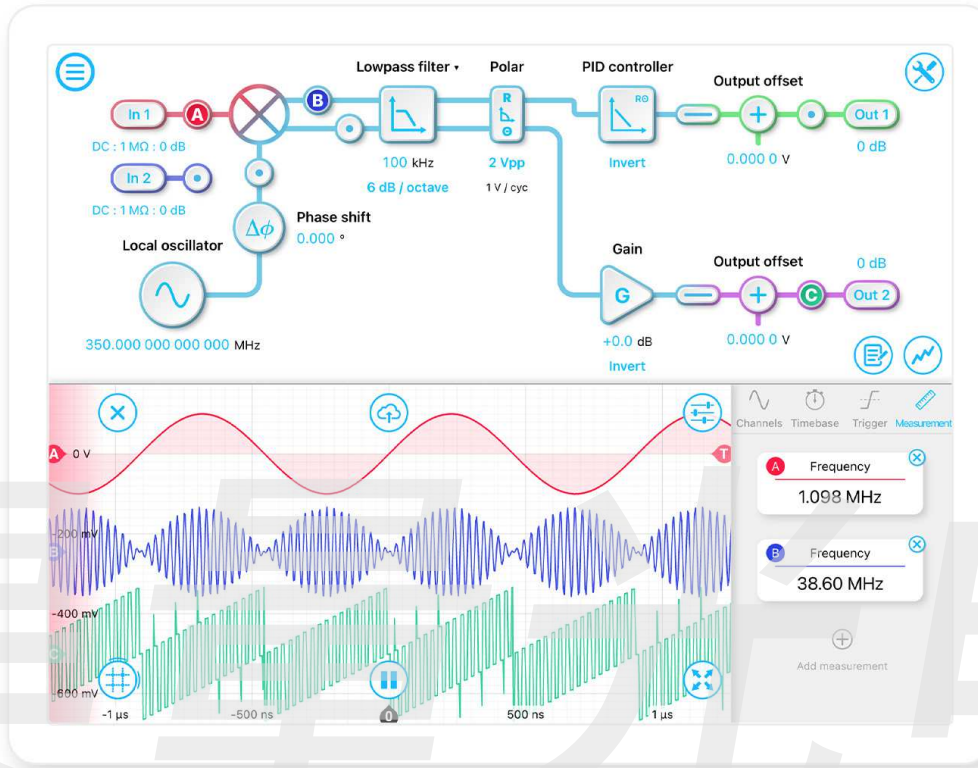 Lowpass filter ▾
Polar
PID controller
Output offset
In 1
A
B
R
Θ
RΘ
Out 1
DC : 1 MΩ : 0 dB
100 kHz
2 Vpp
Invert
0.000 0 V
0 dB
In 2
6 dB / octave
1 V / cyc
DC : 1 MΩ : 0 dB
Δϕ
Phase shift
0.000 °
Local oscillator
Gain
Output offset
0 dB
G
C
Out 2
350.000 000 000 000 MHz
+0.0 dB
0.000 0 V
Invert
Channels
Timebase
Trigger
Measurement
A
0 V
T
A
Frequency
1.098 MHz
-200 mV
B
B
Frequency
38.60 MHz
-400 mV
C
Add measurement
-600 mV
-1 µs
-500 ns
0
500 ns
1 µs